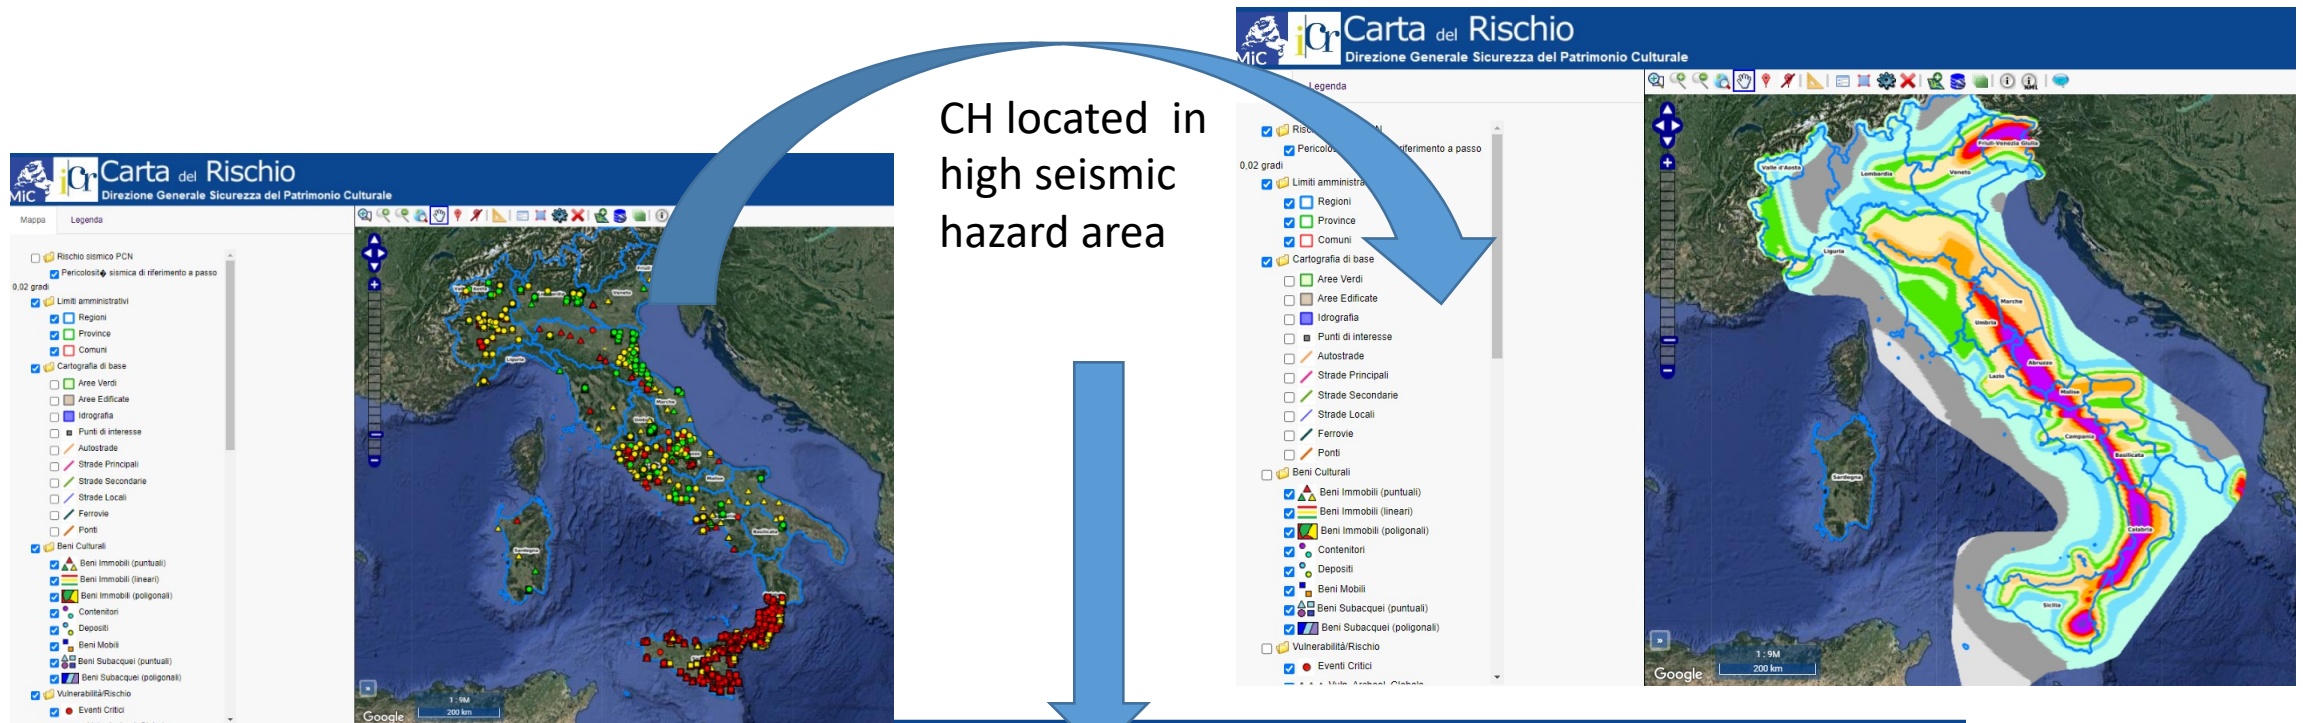 MiC iCr Carta del Rischio
Direzione Generale Sicurezza del Patrimonio Culturale
Mappa Legenda
Rischio sismico PCN
Pericolosit� sismica di riferimento a passo
0,02 gradi
Limiti amministrativi
Regioni
Province
Comuni
Cartografia di base
Aree Verdi
Aree Edificate
Idrografia
Punti di interesse
Autostrade
Strade Principali
Strade Secondarie
Strade Locali
Ferrovie
Ponti
Beni Culturali
Beni Immobili (puntuali)
Beni Immobili (lineari)
Beni Immobili (poligonali)
Contenitori
Depositi
Beni Mobili
Beni Subacquei (puntuali)
Beni Subacquei (poligonali)
Vulnerabilità/Rischio
Eventi Critici
Veneto
Liguria
Marche
Molise
Basilicata
Sardegna
1 : 9M
200 km
Google
CH located in
high seismic
hazard area
MiC iCr Carta del Rischio
Direzione Generale Sicurezza del Patrimonio Culturale
Legenda
riferimento a passo
0,02 gradi
Limiti amministra
Regioni
Province
Comuni
Cartografia di base
Aree Verdi
Aree Edificate
Idrografia
Punti di interesse
Autostrade
Strade Principali
Strade Secondarie
Strade Locali
Ferrovie
Ponti
Beni Culturali
Beni Immobili (puntuali)
Beni Immobili (lineari)
Beni Immobili (poligonali)
Contenitori
Depositi
Beni Mobili
Beni Subacquei (puntuali)
Beni Subacquei (poligonali)
Vulnerabilità/Rischio
Eventi Critici
Friuli-Venezia Giulia
Valle d'Aosta
Lombardia
Veneto
Liguria
Marche
Umbria
Abruzzo
Lazio
Molise
Campania
Basilicata
Sardegna
Calabria
Sicilia
1 : 9M
200 km
Google